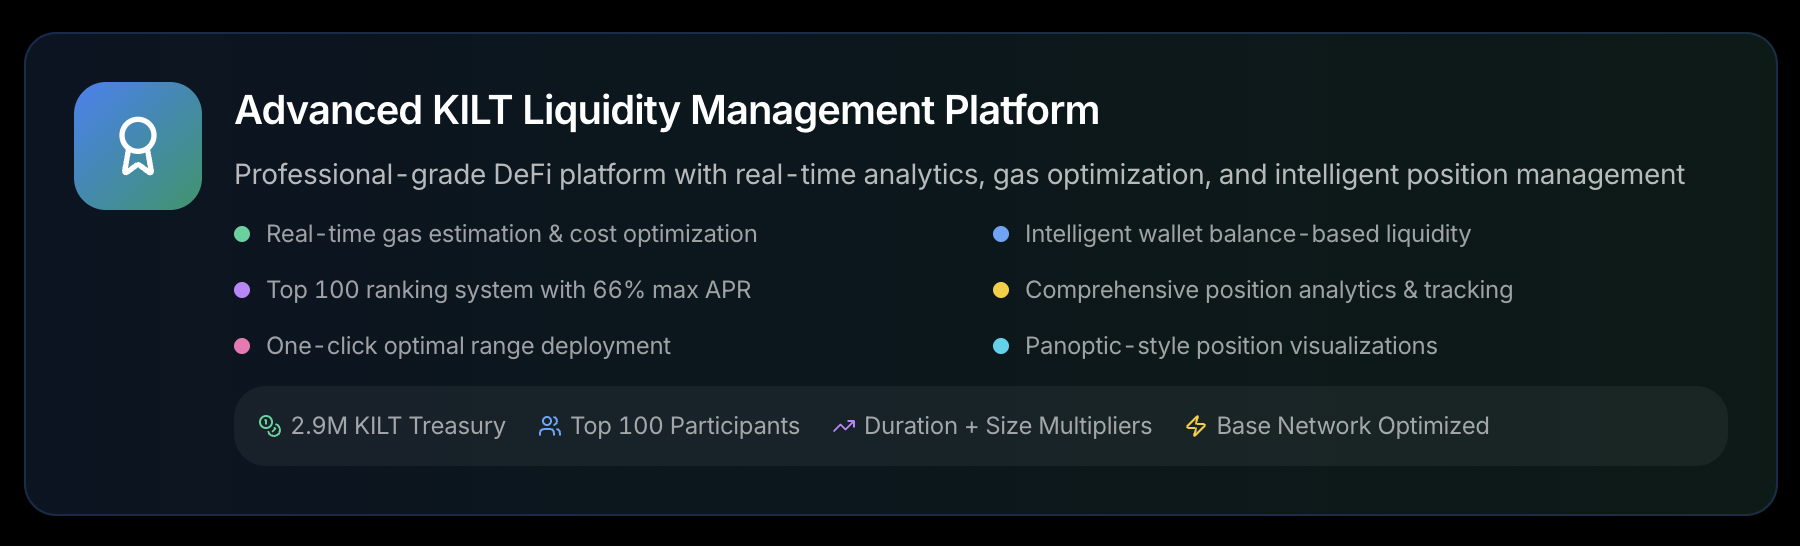 Advanced KILT Liquidity Management Platform
Professional-grade DeFi platform with real-time analytics, gas optimization, and intelligent position management
Real-time gas estimation & cost optimization
Intelligent wallet balance-based liquidity
Top 100 ranking system with 66% max APR
Comprehensive position analytics & tracking
One-click optimal range deployment
Panoptic-style position visualizations
2.9M KILT Treasury Top 100 Participants Duration + Size Multipliers Base Network Optimized